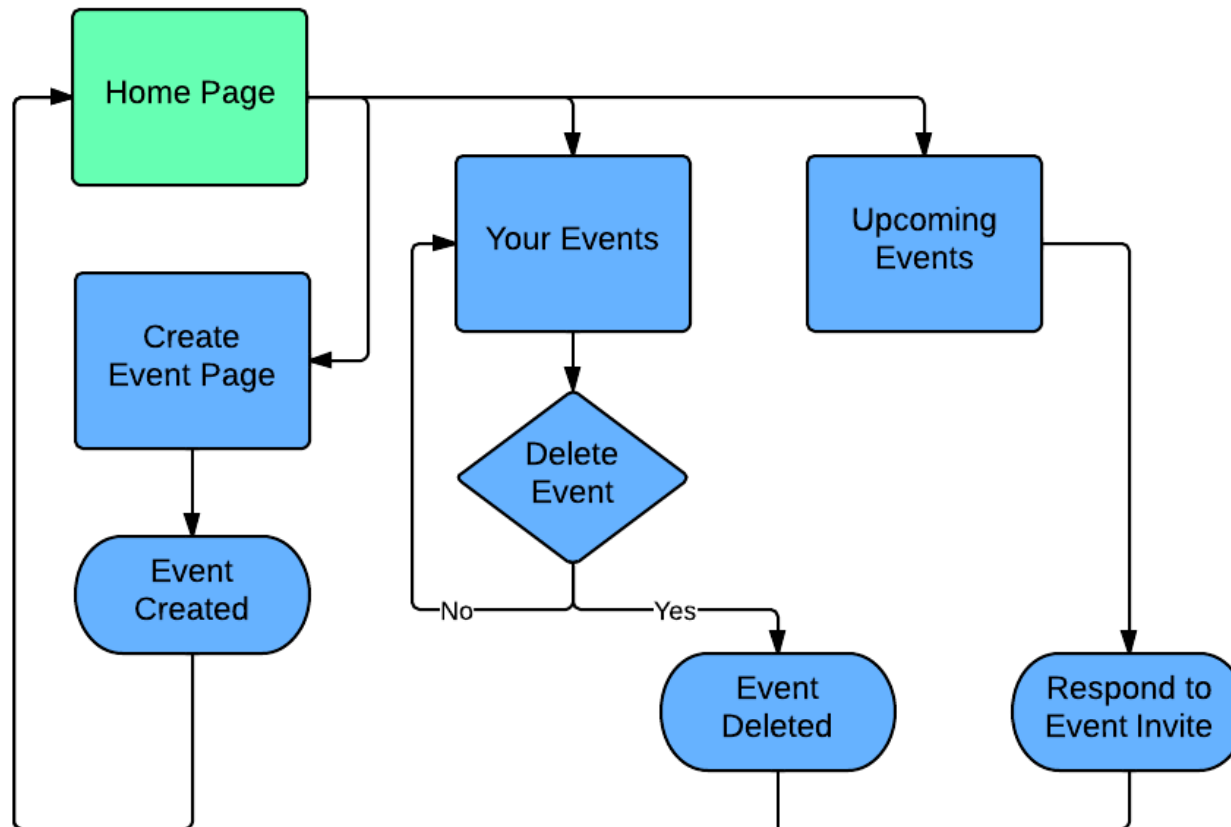 Home Page
Your Events
Upcoming
Events
Create
Event Page
Delete
Event
Event
Created
No
Yes
Event
Deleted
Respond to
Event Invite